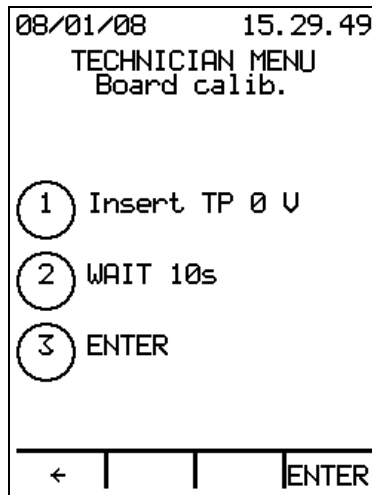 08/01/08 15.29.49
TECHNICIAN MENU
Board calib.
1 Insert TP 0 V
2 WAIT 10s
3 ENTER
← ENTER